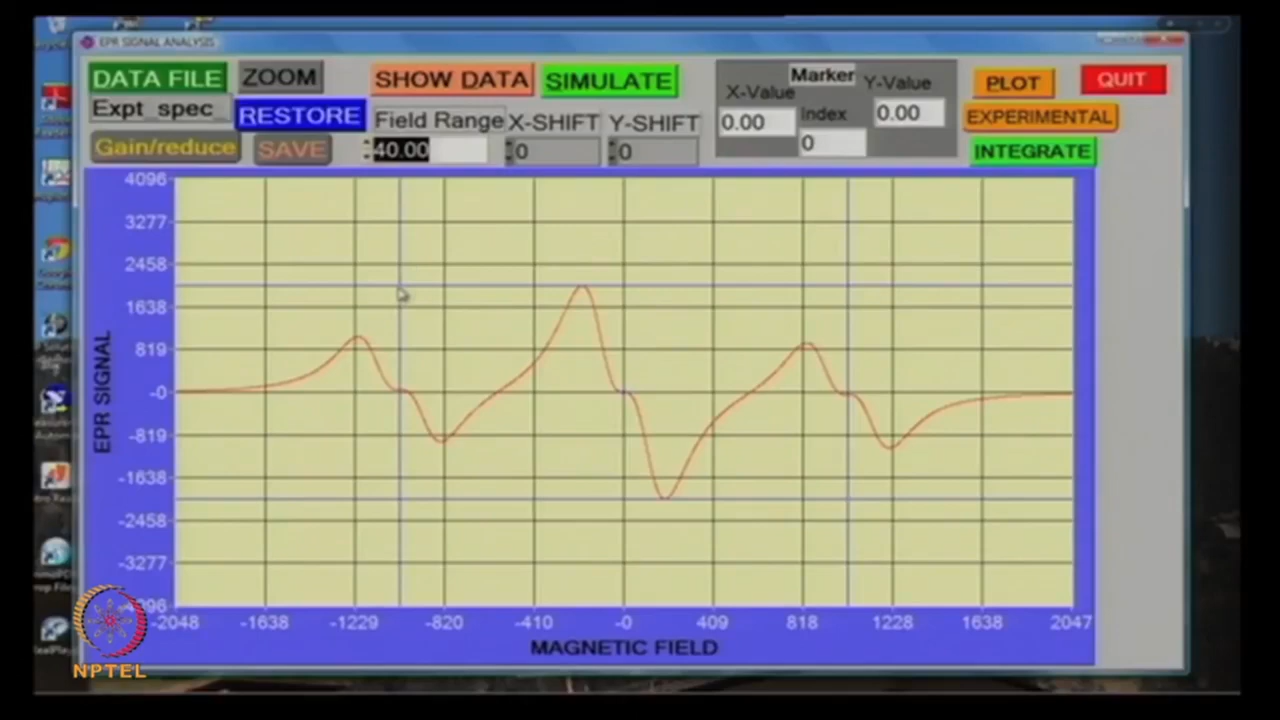 EPR SIGNAL ANALYSIS
DATA FILE ZOOM SHOW DATA SIMULATE Marker PLOT QUIT
X-Value Y-Value
Expt spec RESTORE Field Range X-SHIFT Y-SHIFT 0.00 Index 0.00 EXPERIMENTAL
Gain/reduce SAVE 40.00 0 0 0 INTEGRATE
4096
3277
2458
1638
819
-0
-819
-1638
-2458
-3277
EPR SIGNAL
-2048 -1638 -1229 -820 -410 -0 409 818 1228 1638 2047
MAGNETIC FIELD
NPTEL